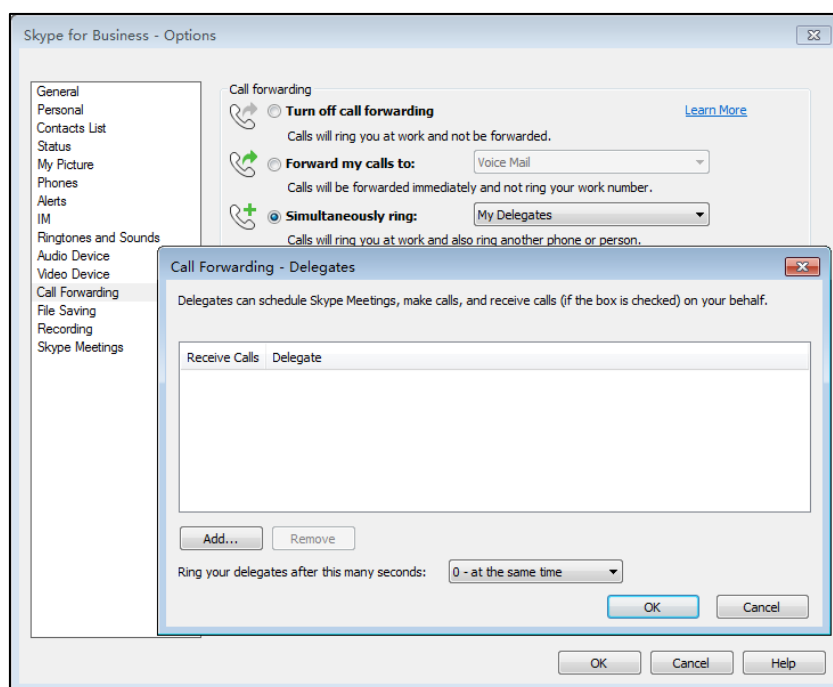 Skype for Business - Options
General
Personal
Contacts List
Status
My Picture
Phones
Alerts
IM
Ringtones and Sounds
Audio Device
Video Device
Call Forwarding
File Saving
Recording
Skype Meetings
Call forwarding
Turn off call forwarding
Learn More
Calls will ring you at work and not be forwarded.
Forward my calls to:
Voice Mail
Calls will be forwarded immediately and not ring your work number.
Simultaneously ring:
My Delegates
Calls will ring you at work and also ring another phone or person.
Call Forwarding - Delegates
Delegates can schedule Skype Meetings, make calls, and receive calls (if the box is checked) on your behalf.
Receive Calls Delegate
Add... Remove
Ring your delegates after this many seconds: 0 - at the same time
OK Cancel
OK Cancel Help